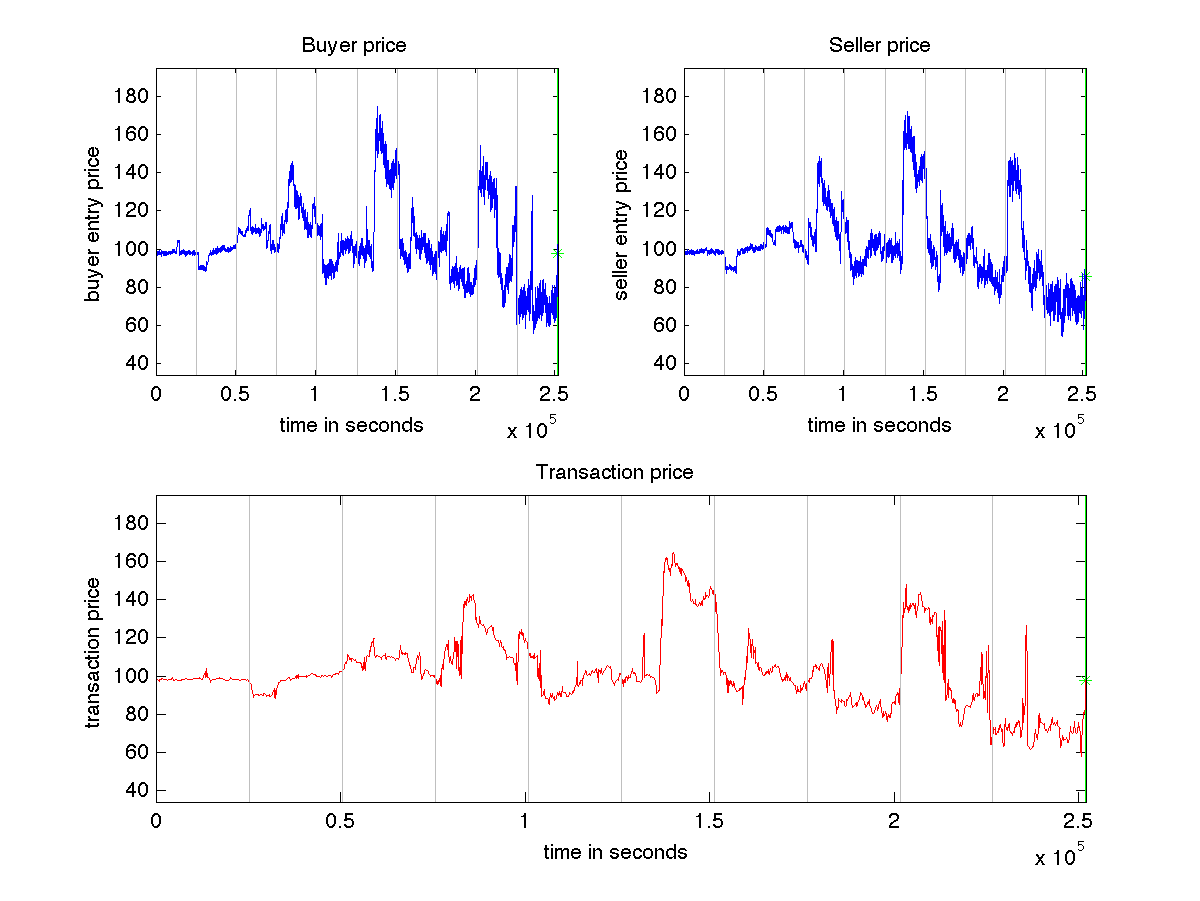 Buyer price
buyer entry price
180
160
140
120
100
80
60
40
0 0.5 1 1.5 2 2.5
time in seconds
x 10^5
Seller price
seller entry price
180
160
140
120
100
80
60
40
0 0.5 1 1.5 2 2.5
time in seconds
x 10^5
Transaction price
transaction price
180
160
140
120
100
80
60
40
0 0.5 1 1.5 2 2.5
time in seconds
x 10^5